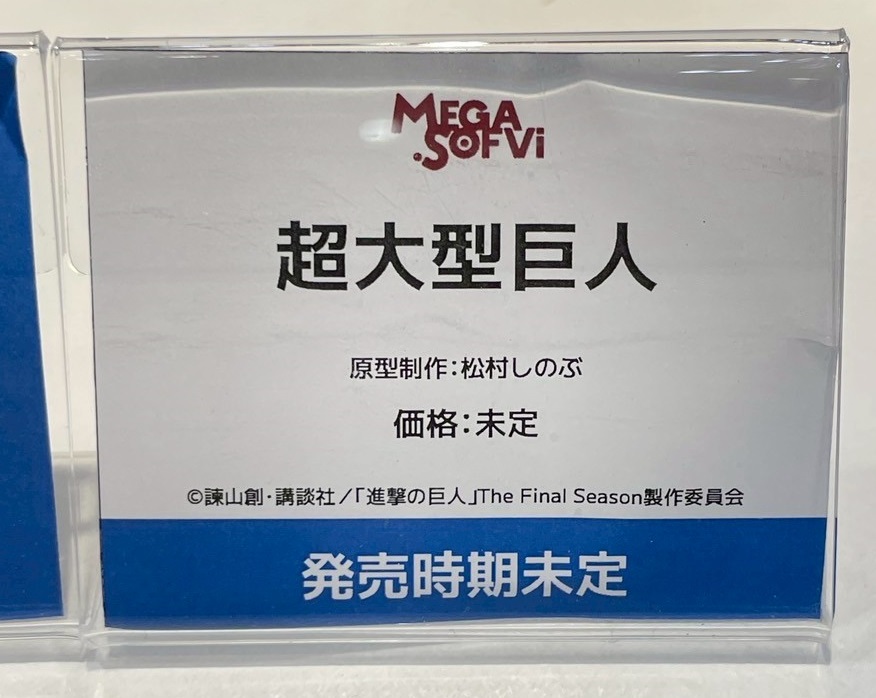 MEGA
SOFVi
超大型巨人
原型制作:松村しのぶ
価格:未定
©諫山創・講談社/「進撃の巨人」The Final Season製作委員会
発売時期未定